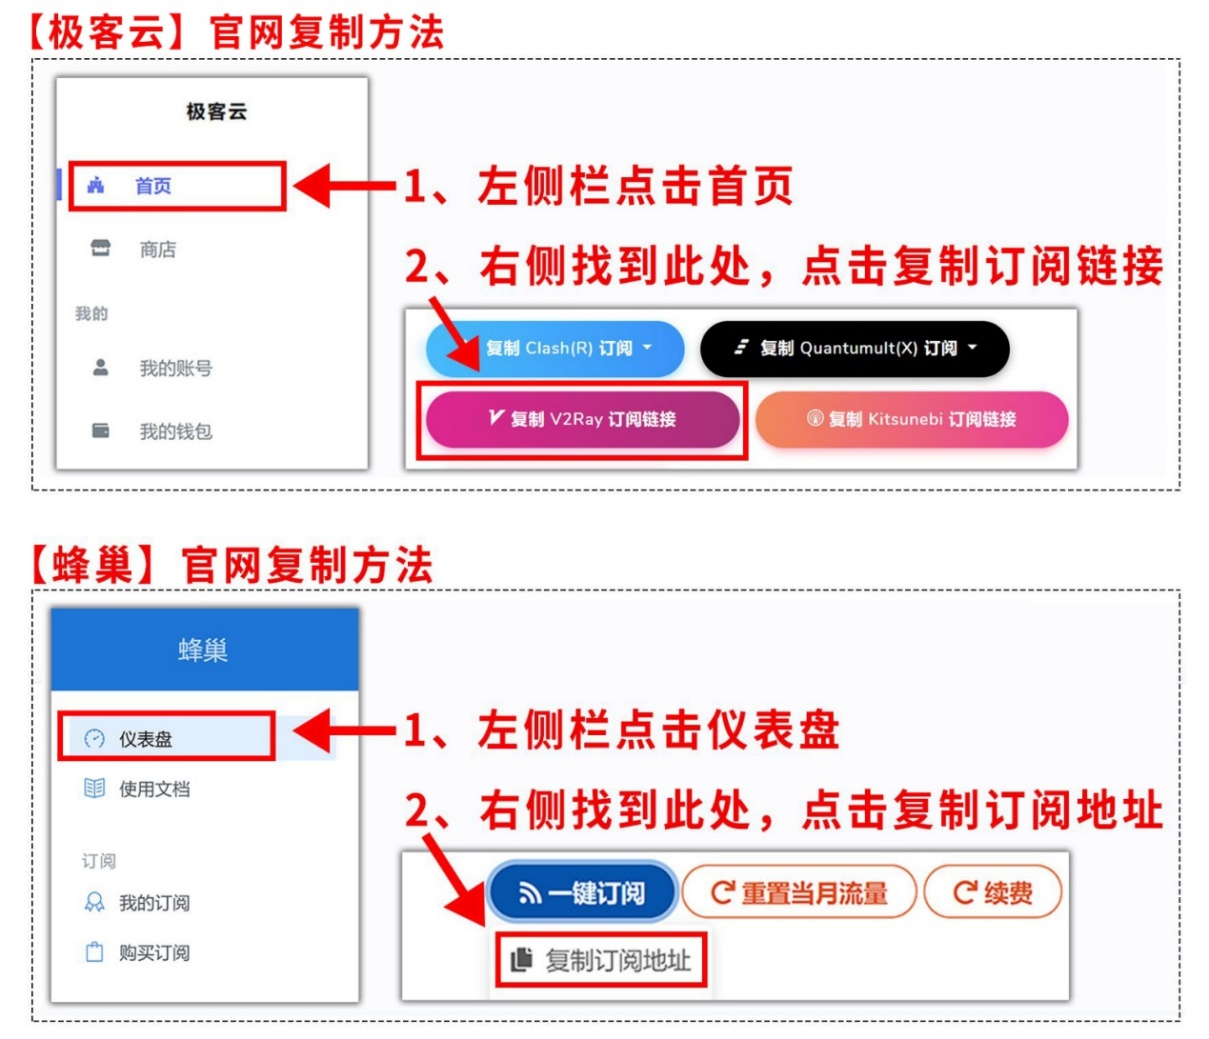 【极客云】官网复制方法
极客云
首页
1、左侧栏点击首页
商店
2、右侧找到此处，点击复制订阅链接
我的
复制 Clash(R) 订阅
复制 Quantumult(X) 订阅
我的账号
复制 V2Ray 订阅链接
复制 Kitsunebi 订阅链接
我的钱包
【蜂巢】官网复制方法
蜂巢
1、左侧栏点击仪表盘
仪表盘
使用文档
2、右侧找到此处，点击复制订阅地址
订阅
一键订阅
重置当月流量
续费
我的订阅
购买订阅
复制订阅地址